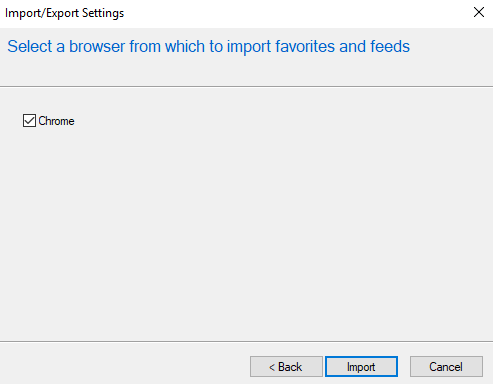 Import/Export Settings
Select a browser from which to import favorites and feeds
Chrome
< Back
Import
Cancel